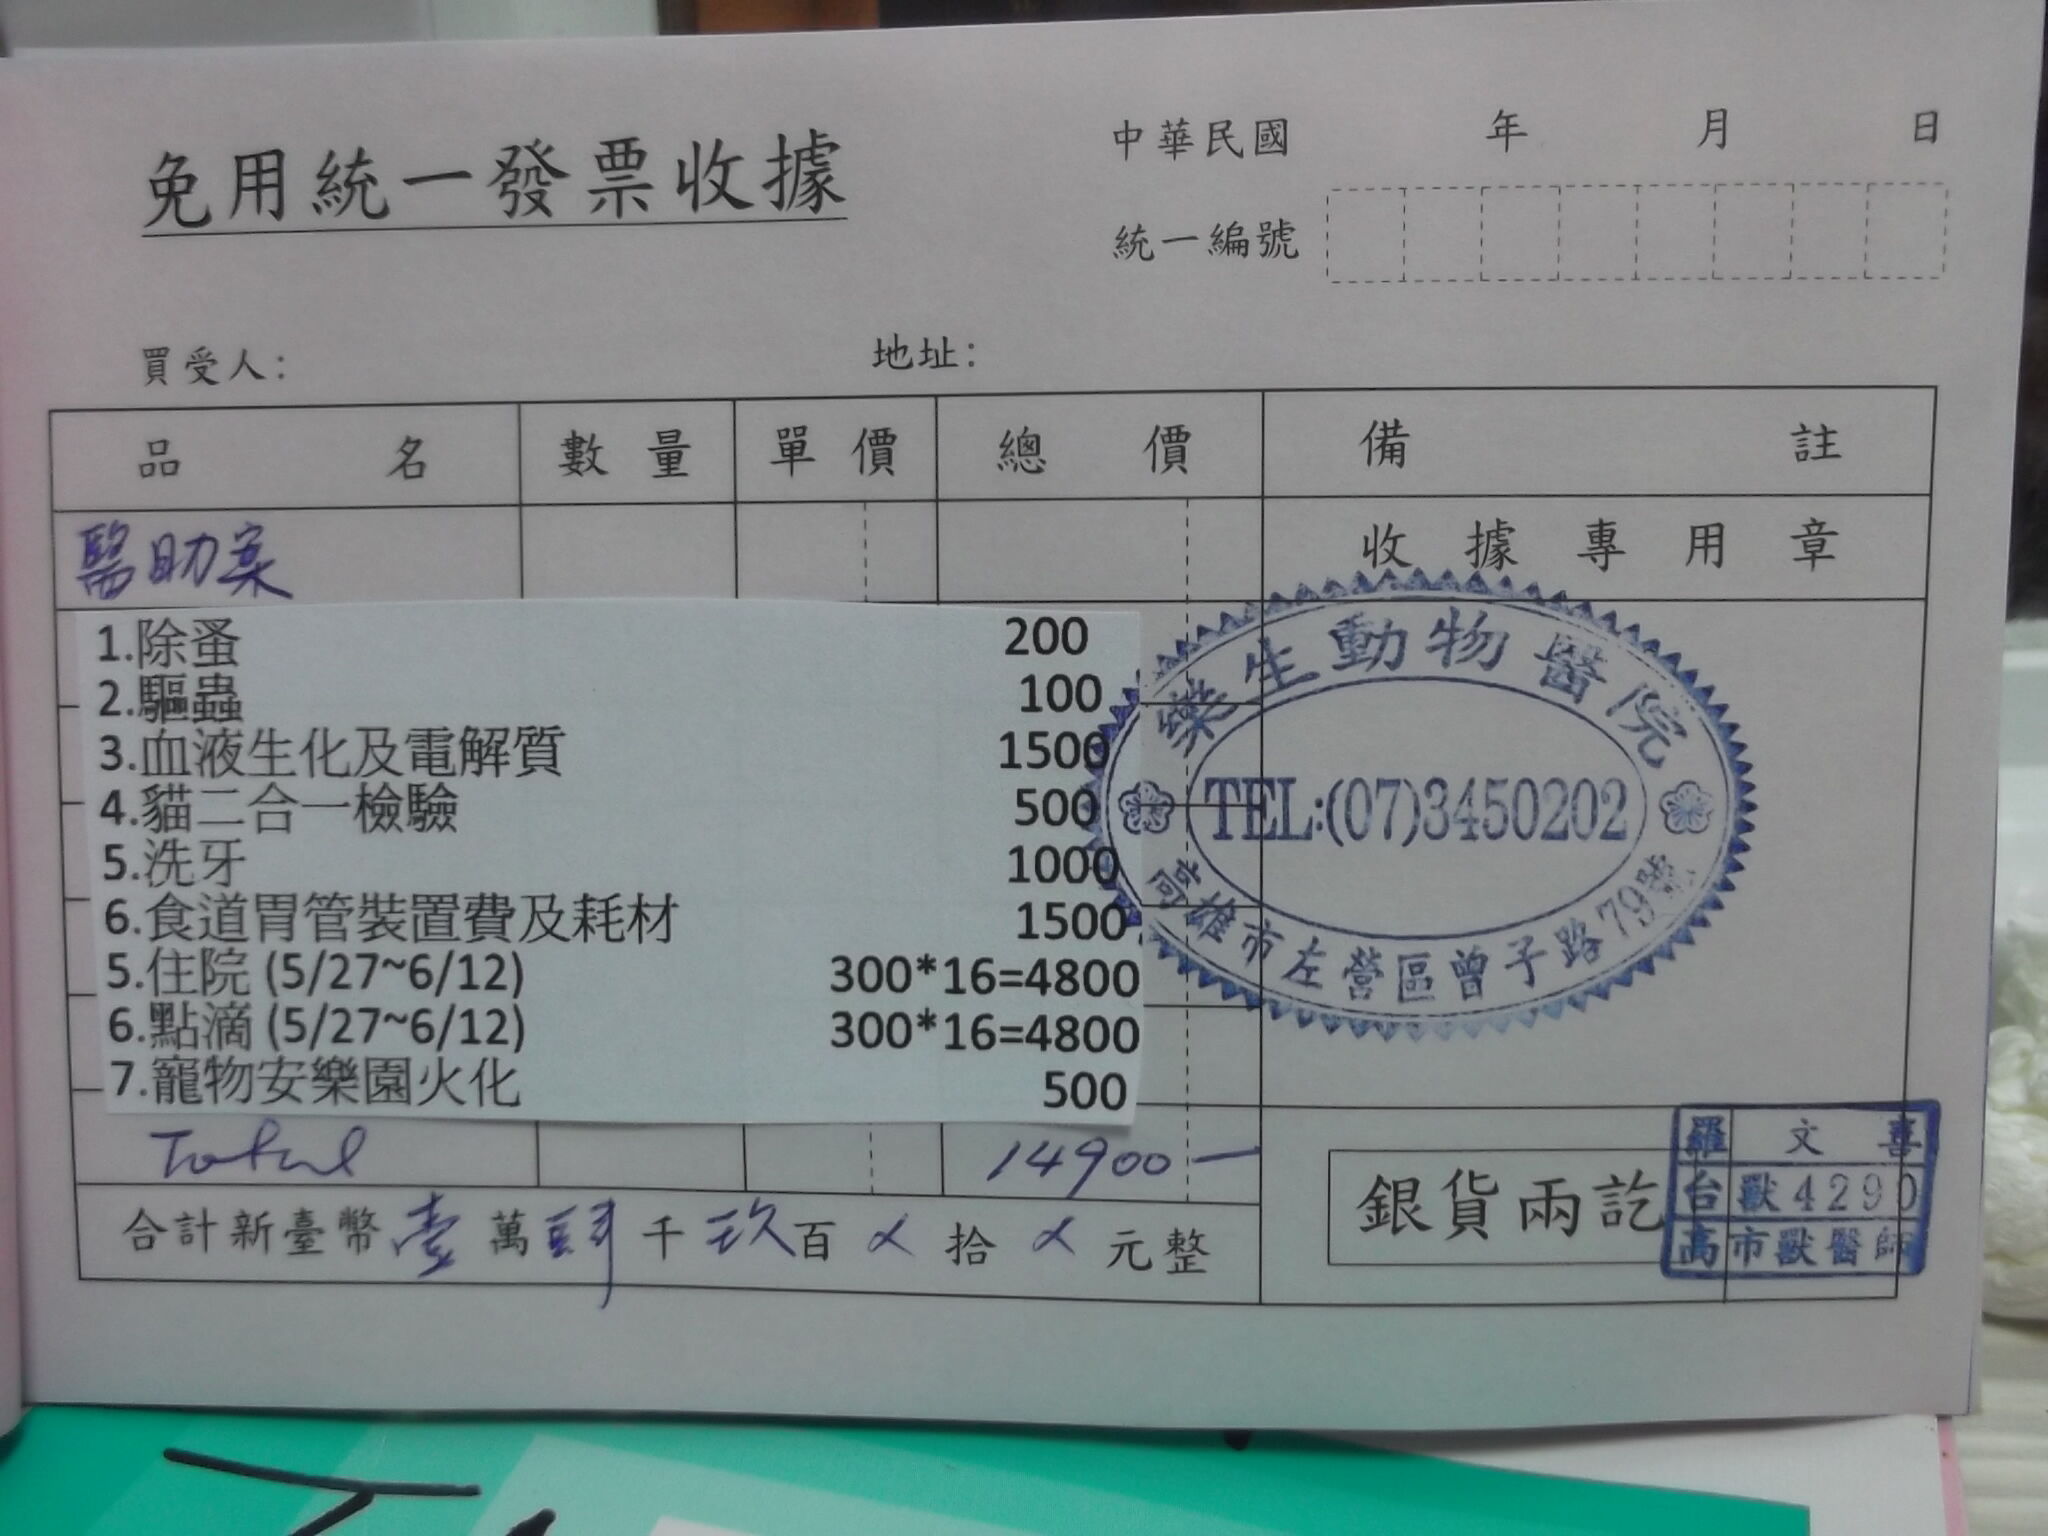 免用統一發票收據
中華民國 年 月 日
統一編號
買受人： 地址：
品名 數量 單價 總價 備註
醫助案
收據專用章
1.除蚤 200
2.驅蟲 100
3.血液生化及電解質 1500
4.貓二合一檢驗 500
5.洗牙 1000
6.食道胃管裝置費及耗材 1500
5.住院 (5/27~6/12) 300*16=4800
6.點滴 (5/27~6/12) 300*16=4800
7.寵物安樂園火化 500
樂生動物醫院
TEL:(07)3450202
高雄市左營區曾子路79號
Total 14900—
合計新臺幣壹萬肆千玖百ㄨ拾ㄨ元整
銀貨兩訖
羅文喜
台獸4290
高市獸醫師